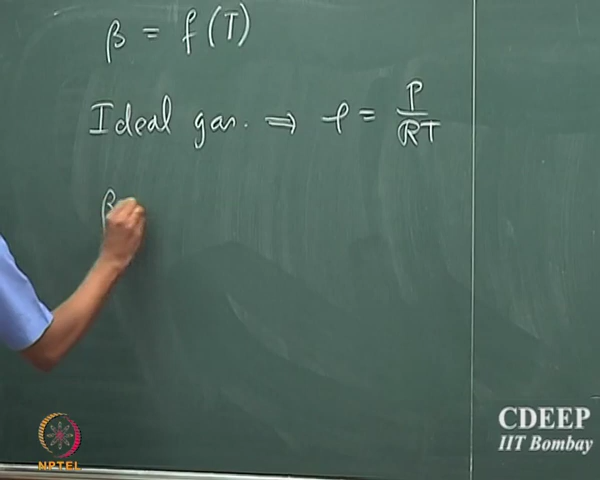 β = f(T)
Ideal gas. ⇒ ρ = P/RT
β
CDEEP
IIT Bombay
NPTEL